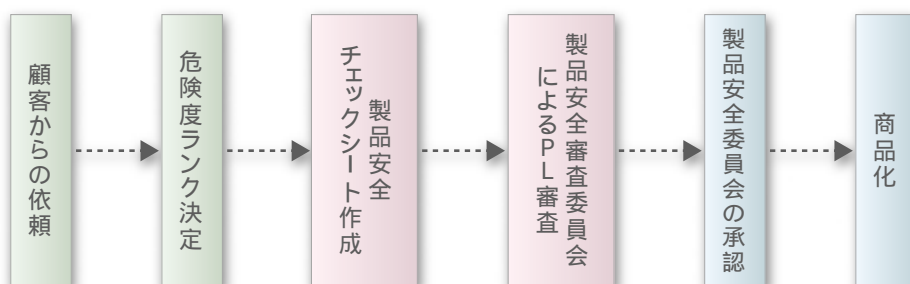 顧客からの依頼
危険度ランク決定
製品安全
チェックシート作成
製品安全審査委員会
によるPL審査
製品安全委員会の承認
商品化